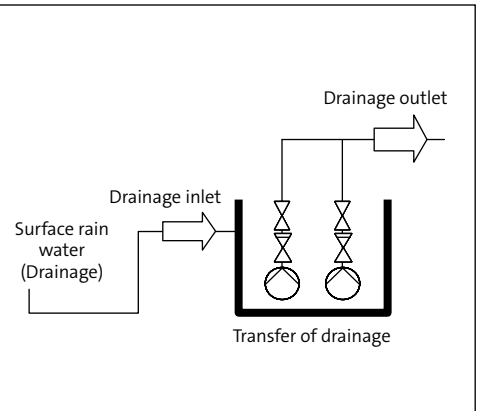 Drainage outlet
Drainage inlet
Surface rain
water
(Drainage)
Transfer of drainage